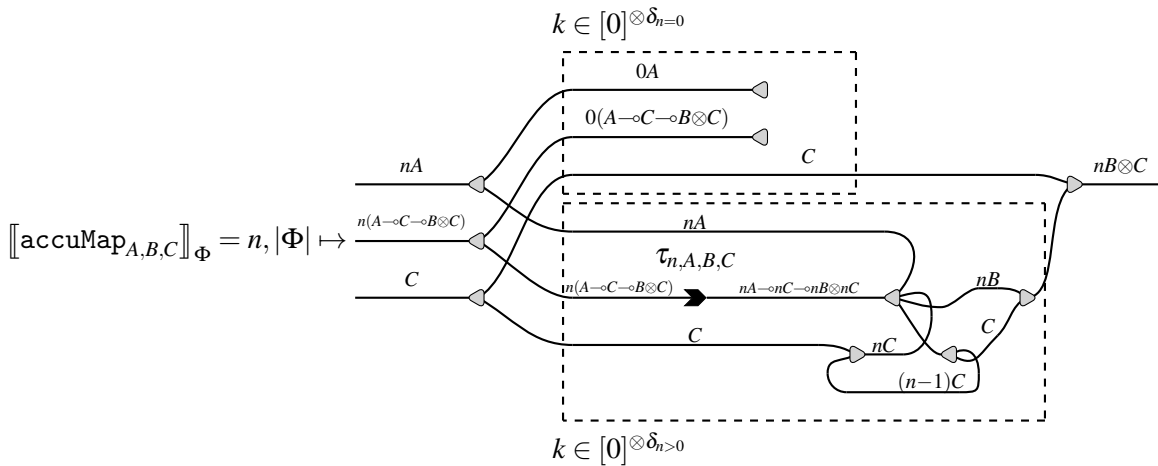 k ∈ [0]^{⊗δ_{n=0}}
0A
0(A⊸C⊸B⊗C)
C
nA
nB⊗C
n(A⊸C⊸B⊗C)
nA
⟦accuMap_{A,B,C}⟧_Φ = n, |Φ| ↦
τ_{n,A,B,C}
C
n(A⊸C⊸B⊗C)
nA⊸nC⊸nB⊗nC
nB
C
C
nC
(n−1)C
k ∈ [0]^{⊗δ_{n>0}}